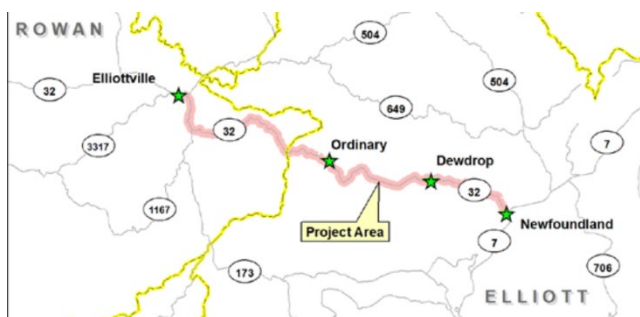 ROWAN
504
Elliottville
504
32
649
7
32
3317
Ordinary
Dewdrop
32
1167
Project Area
Newfoundland
7
173
706
ELLIOTT